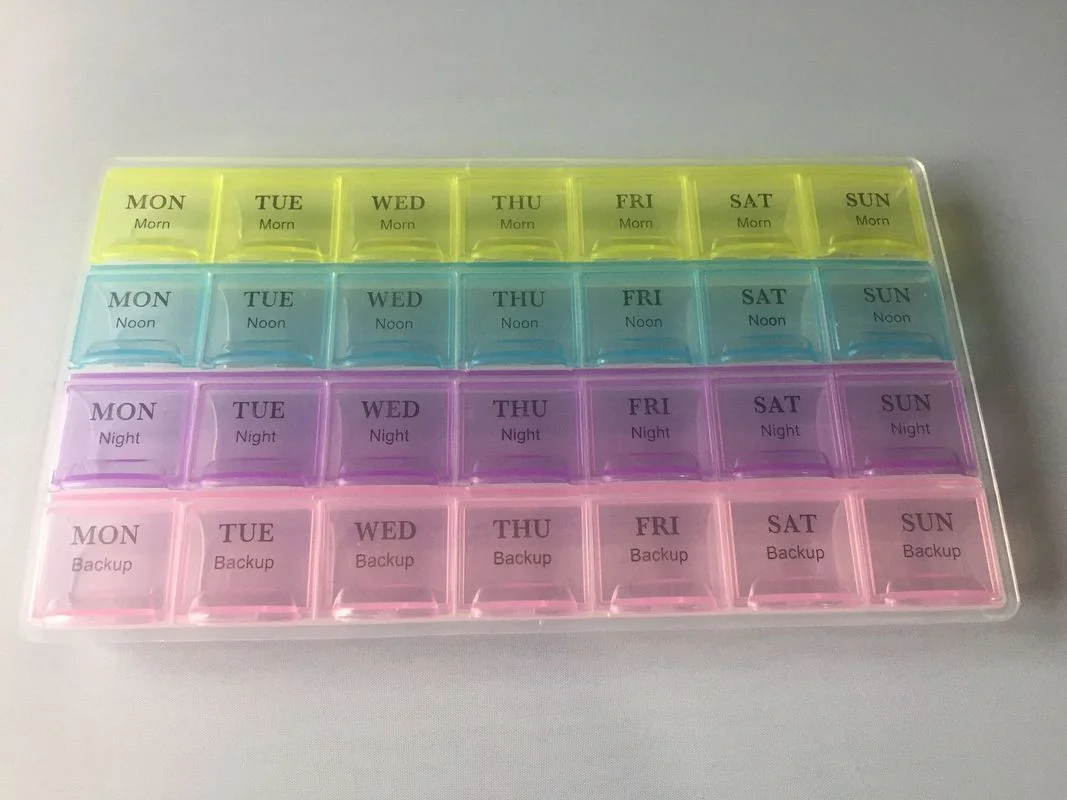 MON TUE WED THU FRI SAT SUN
Morn Morn Morn Morn Morn Morn Morn
MON TUE WED THU FRI SAT SUN
Noon Noon Noon Noon Noon Noon Noon
MON TUE WED THU FRI SAT SUN
Night Night Night Night Night Night Night
MON TUE WED THU FRI SAT SUN
Backup Backup Backup Backup Backup Backup Backup